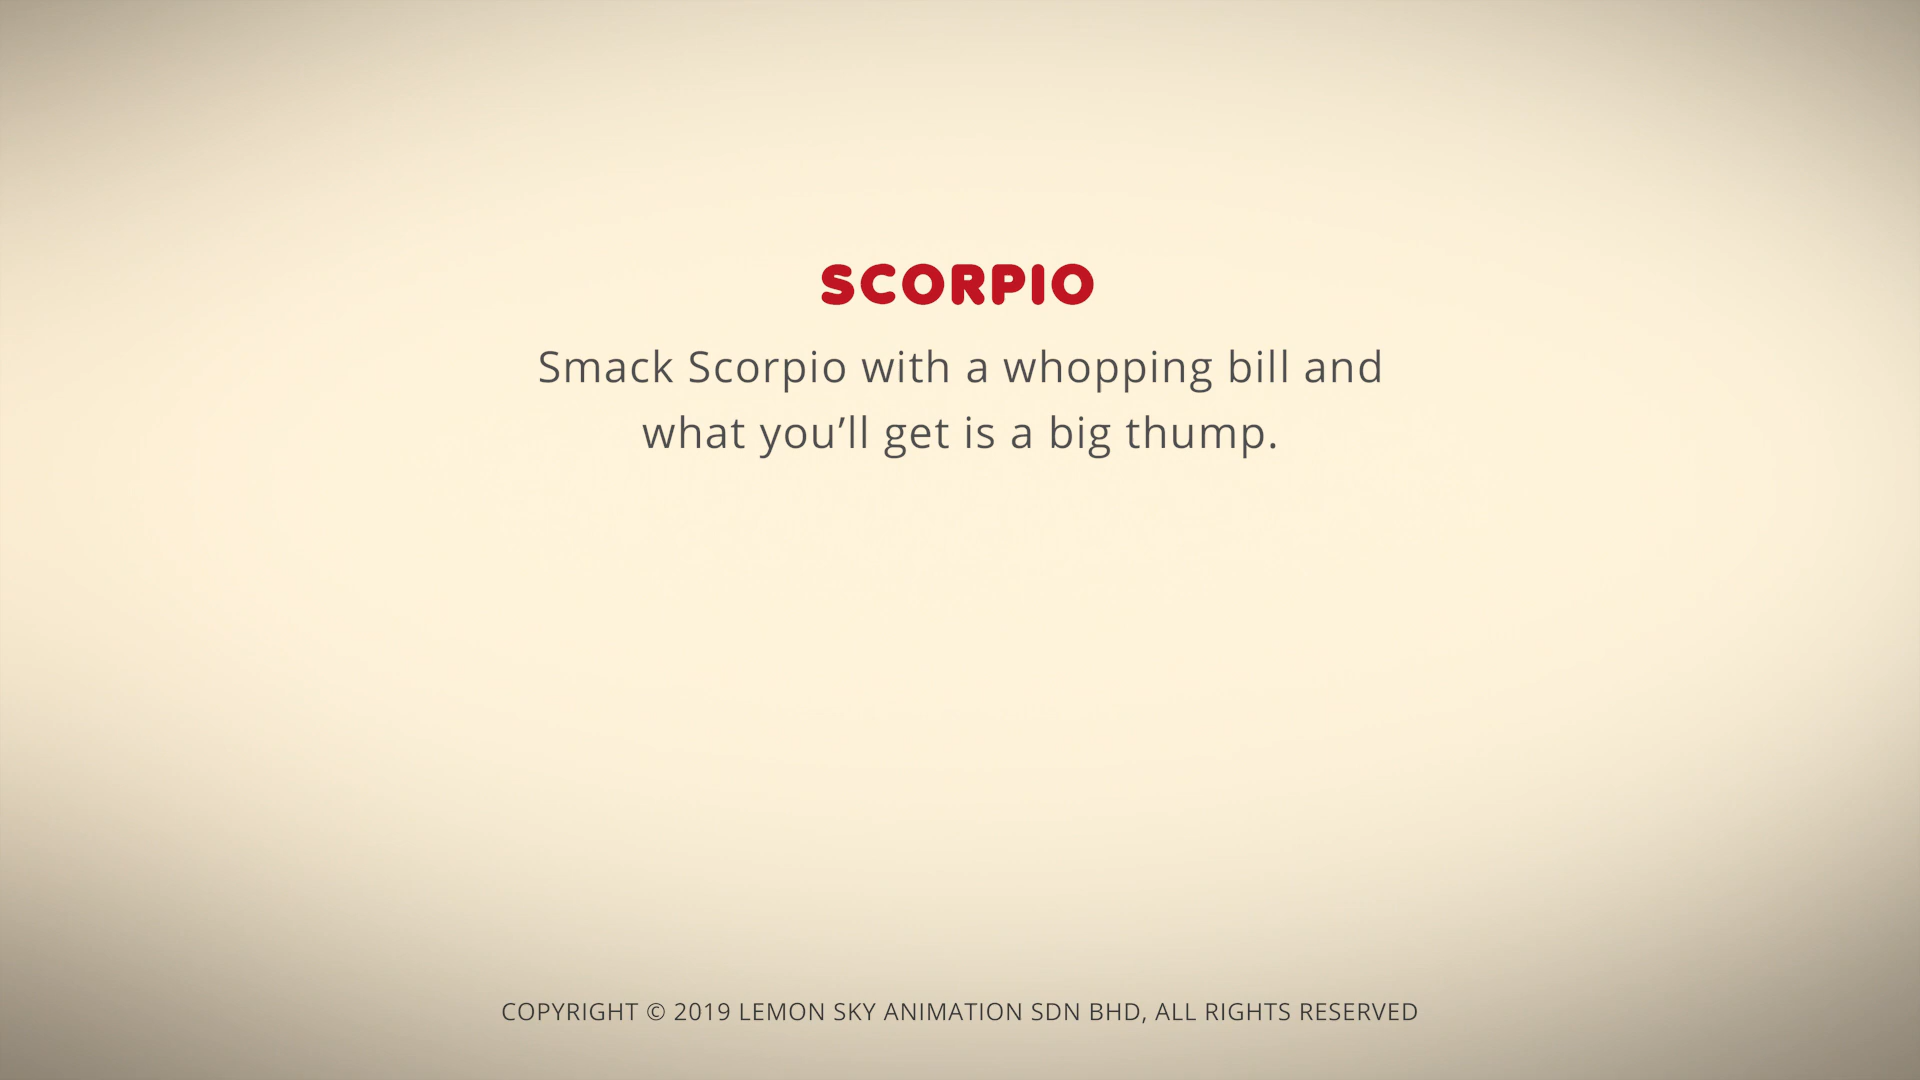 SCORPIO
Smack Scorpio with a whopping bill and
what you’ll get is a big thump.
COPYRIGHT © 2019 LEMON SKY ANIMATION SDN BHD, ALL RIGHTS RESERVED